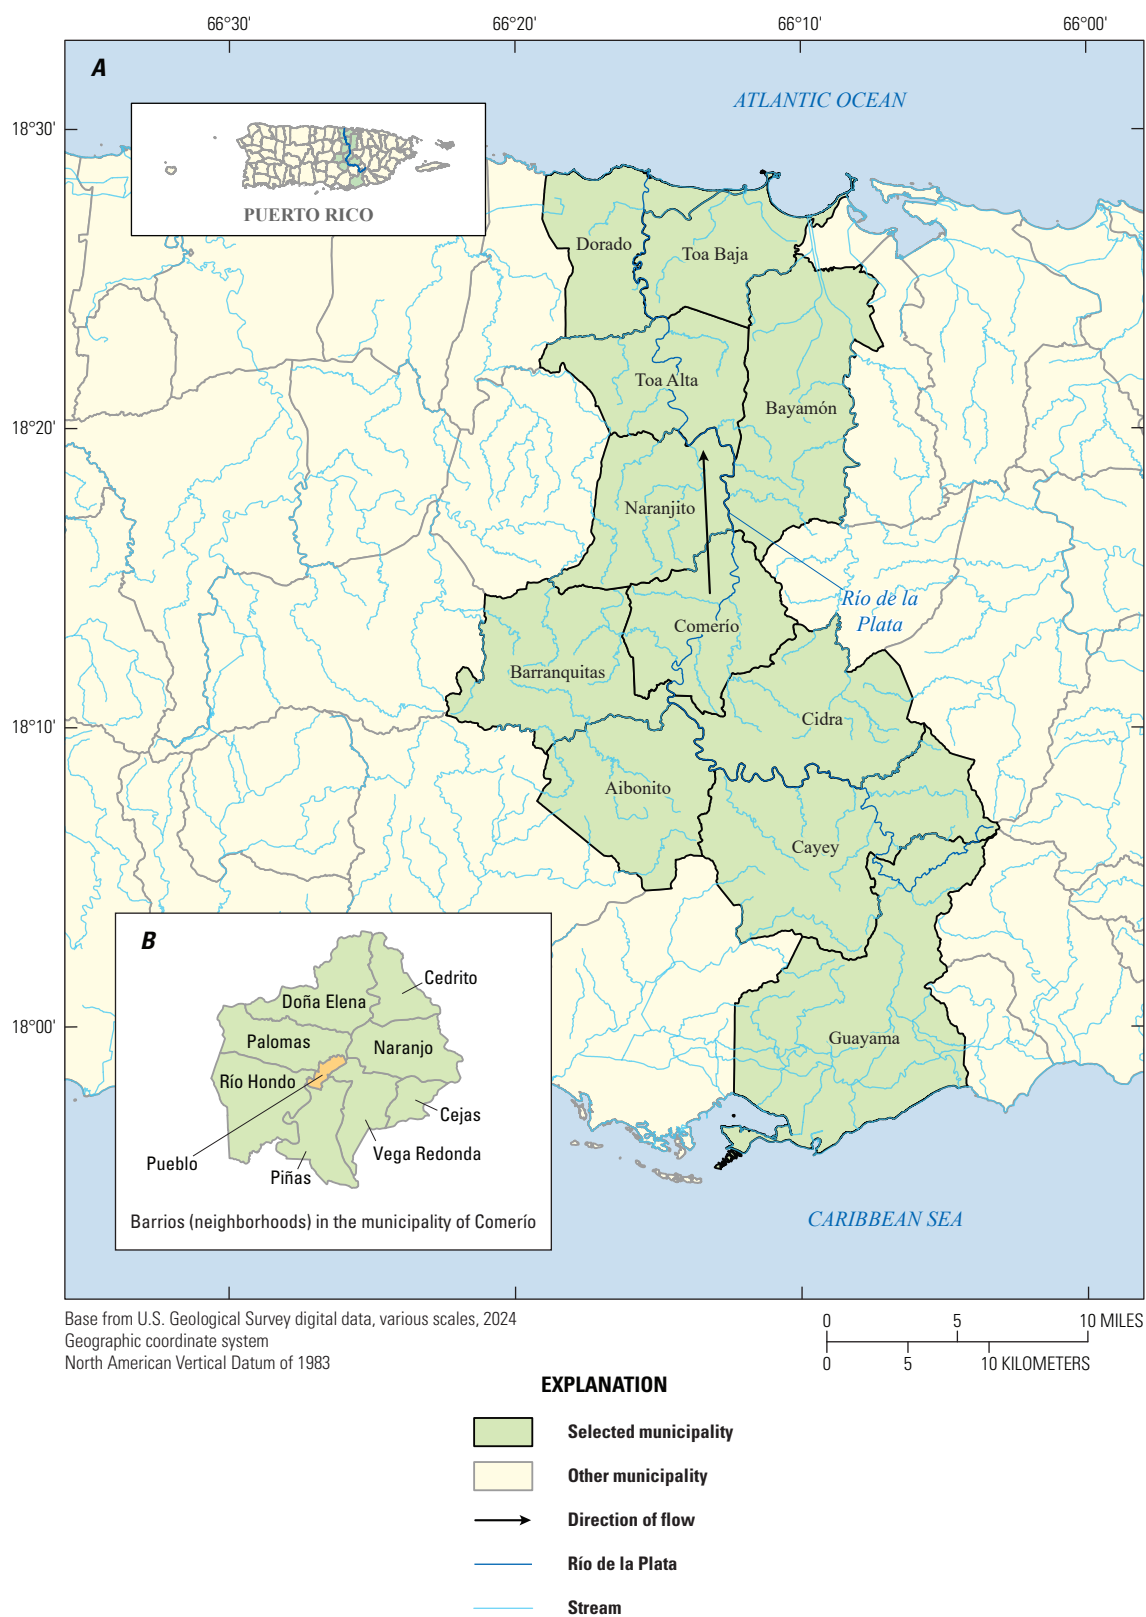 66°30'
66°20'
66°10'
66°00'
A
ATLANTIC OCEAN
18°30'
PUERTO RICO
Dorado
Toa Baja
Toa Alta
Bayamón
18°20'
Naranjito
Río de la
Plata
Comerío
Barranquitas
Cidra
18°10'
Aibonito
Cayey
B
Cedrito
Doña Elena
18°00'
Palomas
Naranjo
Guayama
Río Hondo
Cejas
Pueblo
Vega Redonda
Piñas
Barrios (neighborhoods) in the municipality of Comerío
CARIBBEAN SEA
Base from U.S. Geological Survey digital data, various scales, 2024
Geographic coordinate system
North American Vertical Datum of 1983
0 5 10 MILES
0 5 10 KILOMETERS
EXPLANATION
Selected municipality
Other municipality
Direction of flow
Río de la Plata
Stream